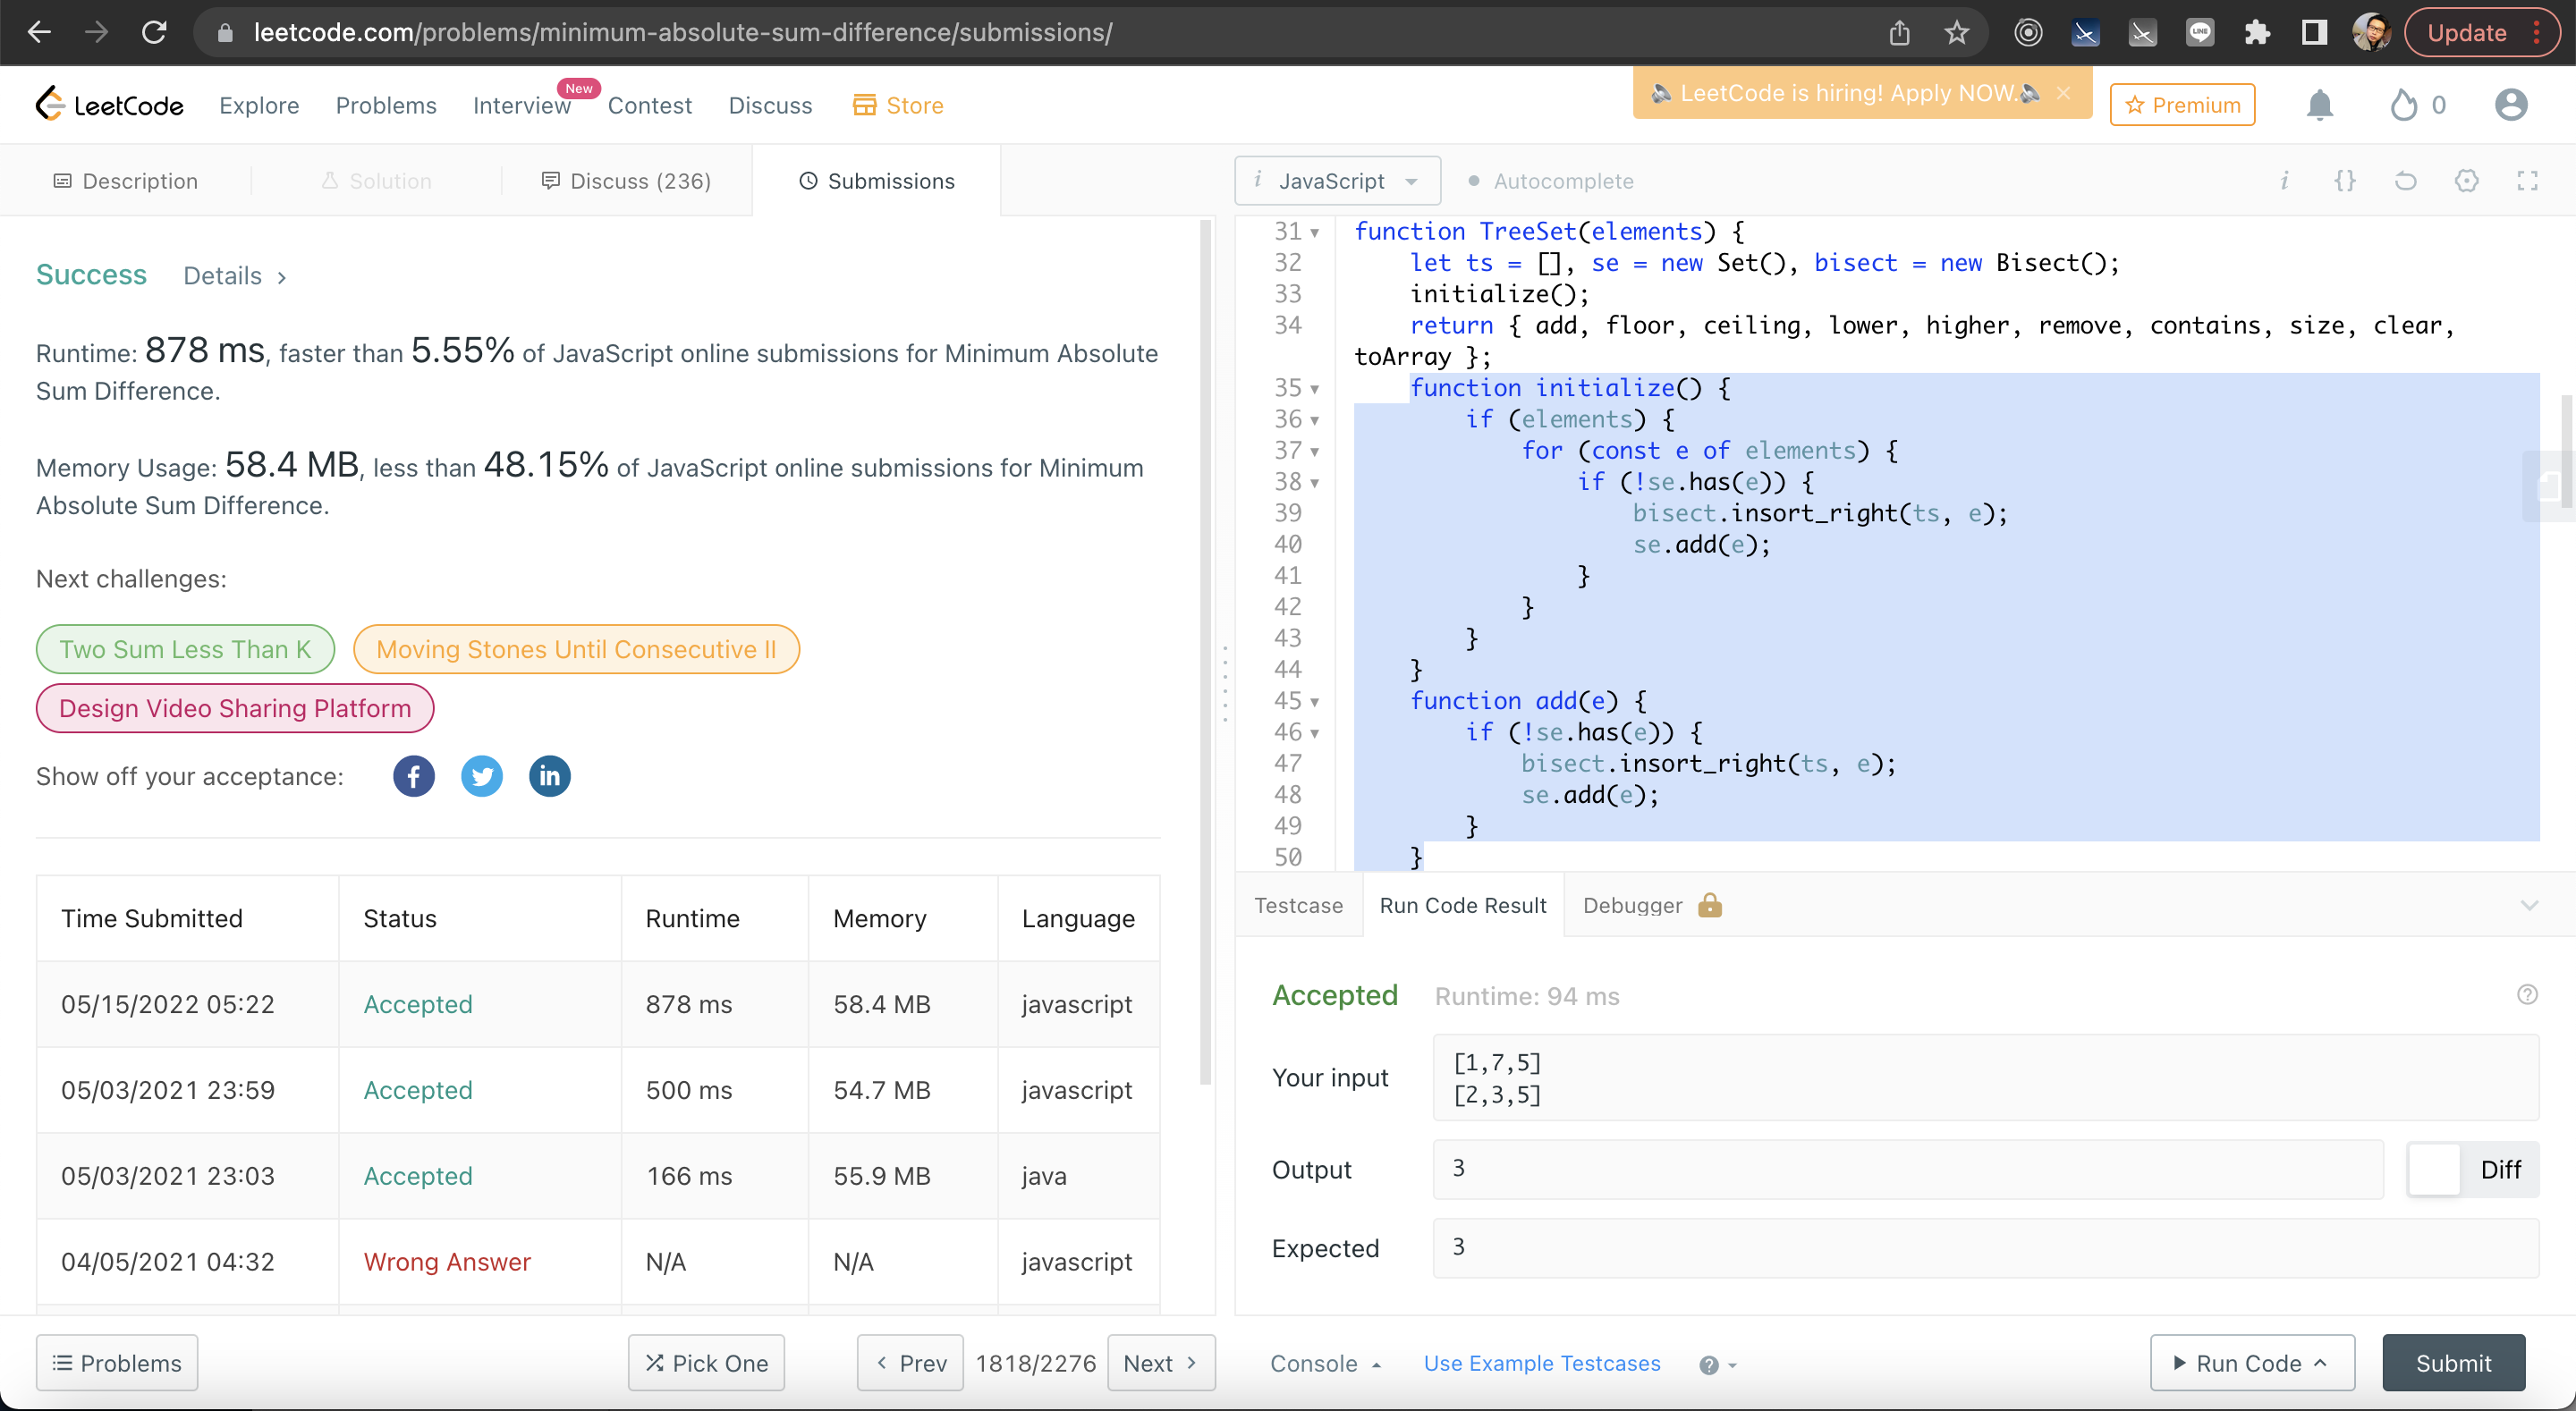 leetcode.com/problems/minimum-absolute-sum-difference/submissions/
LINE
Update
LeetCode
Explore
Problems
Interview
New
Contest
Discuss
Store
LeetCode is hiring! Apply NOW.
Premium
0
Description
Solution
Discuss (236)
Submissions
Success
Details
Runtime: 878 ms, faster than 5.55% of JavaScript online submissions for Minimum Absolute
Sum Difference.
Memory Usage: 58.4 MB, less than 48.15% of JavaScript online submissions for Minimum
Absolute Sum Difference.
Next challenges:
Two Sum Less Than K
Moving Stones Until Consecutive II
Design Video Sharing Platform
Show off your acceptance:
Time Submitted Status Runtime Memory Language
05/15/2022 05:22 Accepted 878 ms 58.4 MB javascript
05/03/2021 23:59 Accepted 500 ms 54.7 MB javascript
05/03/2021 23:03 Accepted 166 ms 55.9 MB java
04/05/2021 04:32 Wrong Answer N/A N/A javascript
Problems
Pick One
Prev
1818/2276
Next
i JavaScript
Autocomplete
i {}
31 function TreeSet(elements) {
32 let ts = [], se = new Set(), bisect = new Bisect();
33 initialize();
34 return { add, floor, ceiling, lower, higher, remove, contains, size, clear,
toArray };
35 function initialize() {
36 if (elements) {
37 for (const e of elements) {
38 if (!se.has(e)) {
39 bisect.insort_right(ts, e);
40 se.add(e);
41 }
42 }
43 }
44 }
45 function add(e) {
46 if (!se.has(e)) {
47 bisect.insort_right(ts, e);
48 se.add(e);
49 }
50 }
Testcase
Run Code Result
Debugger
Accepted
Runtime: 94 ms
Your input
[1,7,5]
[2,3,5]
Output
3
Diff
Expected
3
Console
Use Example Testcases
Run Code
Submit